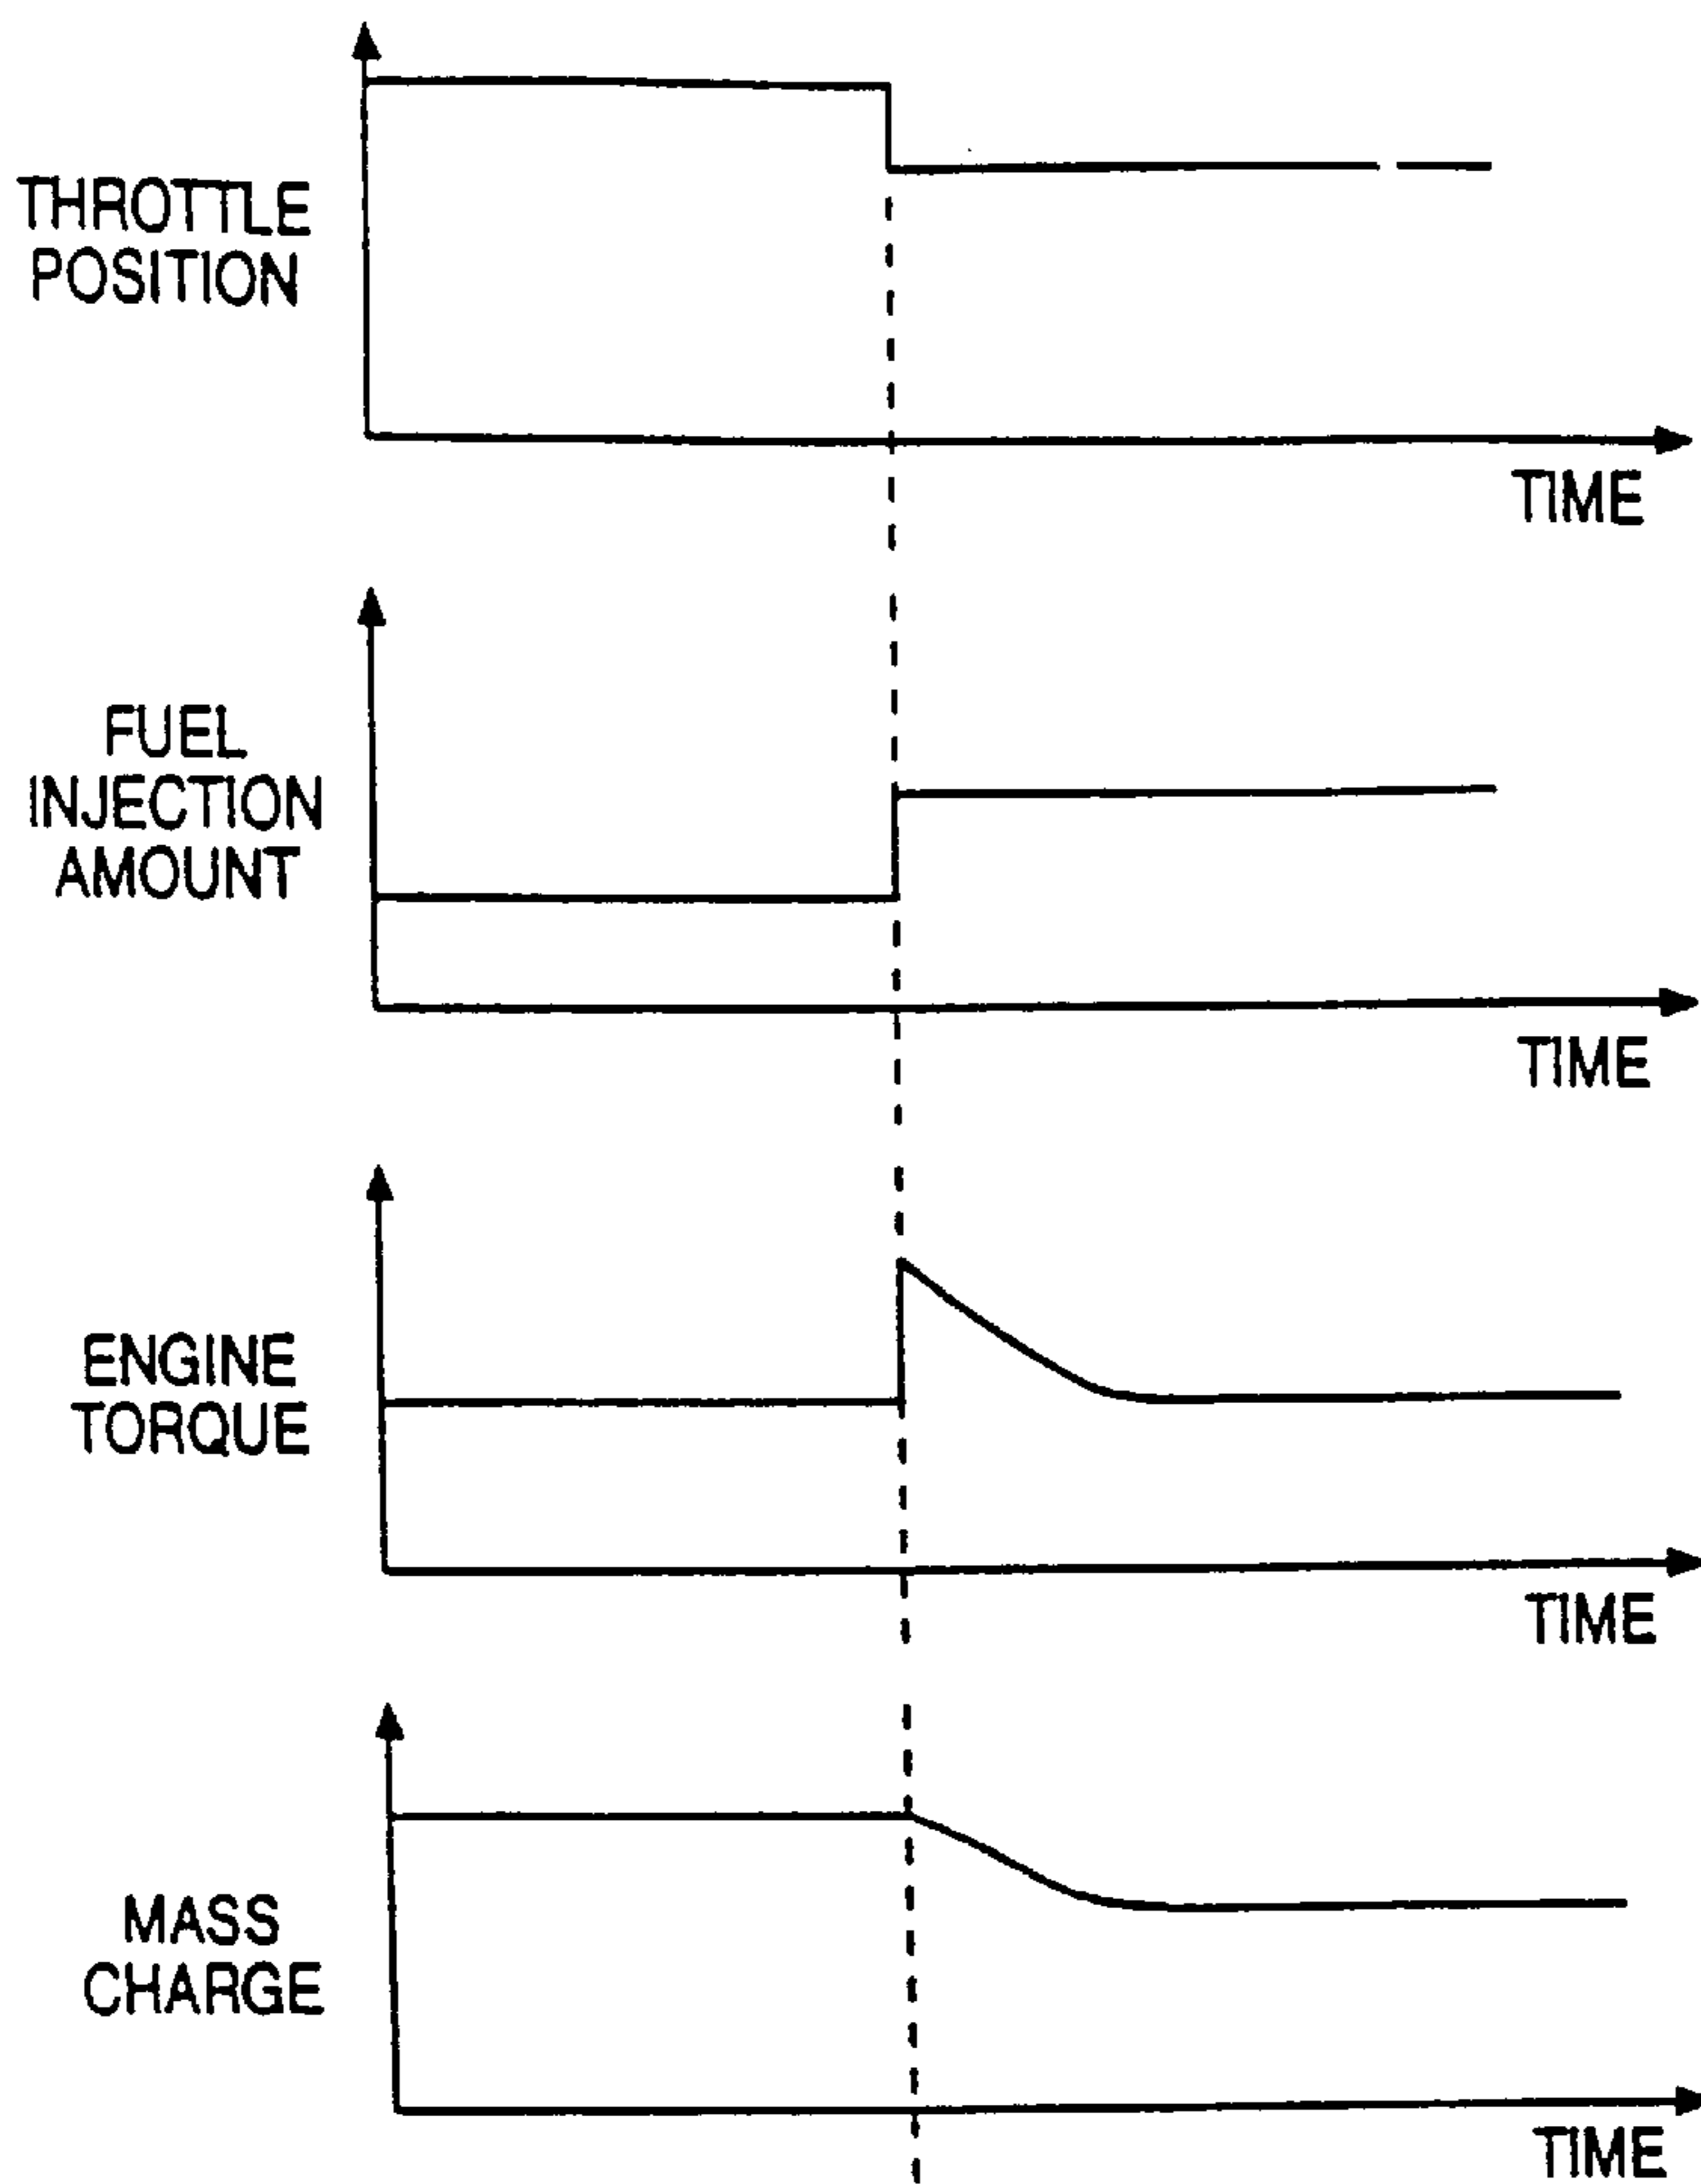 THROTTLE
POSITION
TIME
FUEL
INJECTION
AMOUNT
TIME
ENGINE
TORQUE
TIME
MASS
CHARGE
TIME